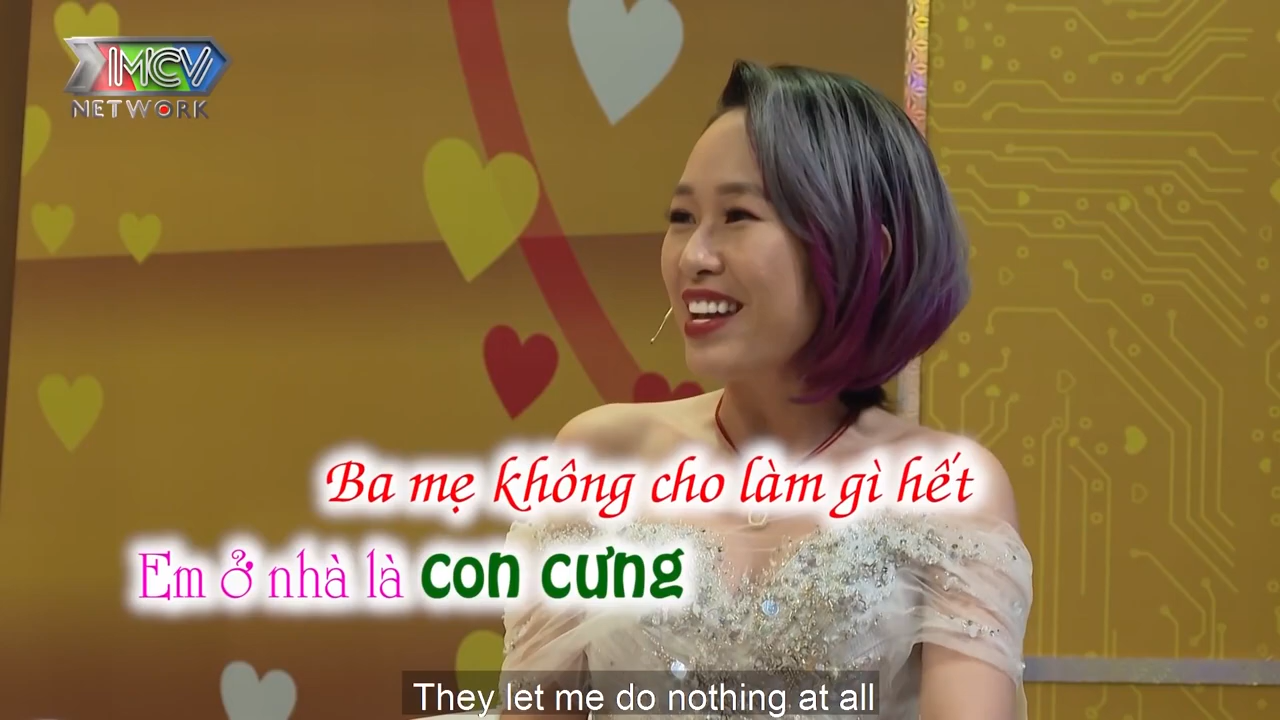 MCV
NETWORK
Ba mẹ không cho làm gì hết
Em ở nhà là con cưng
They let me do nothing at all